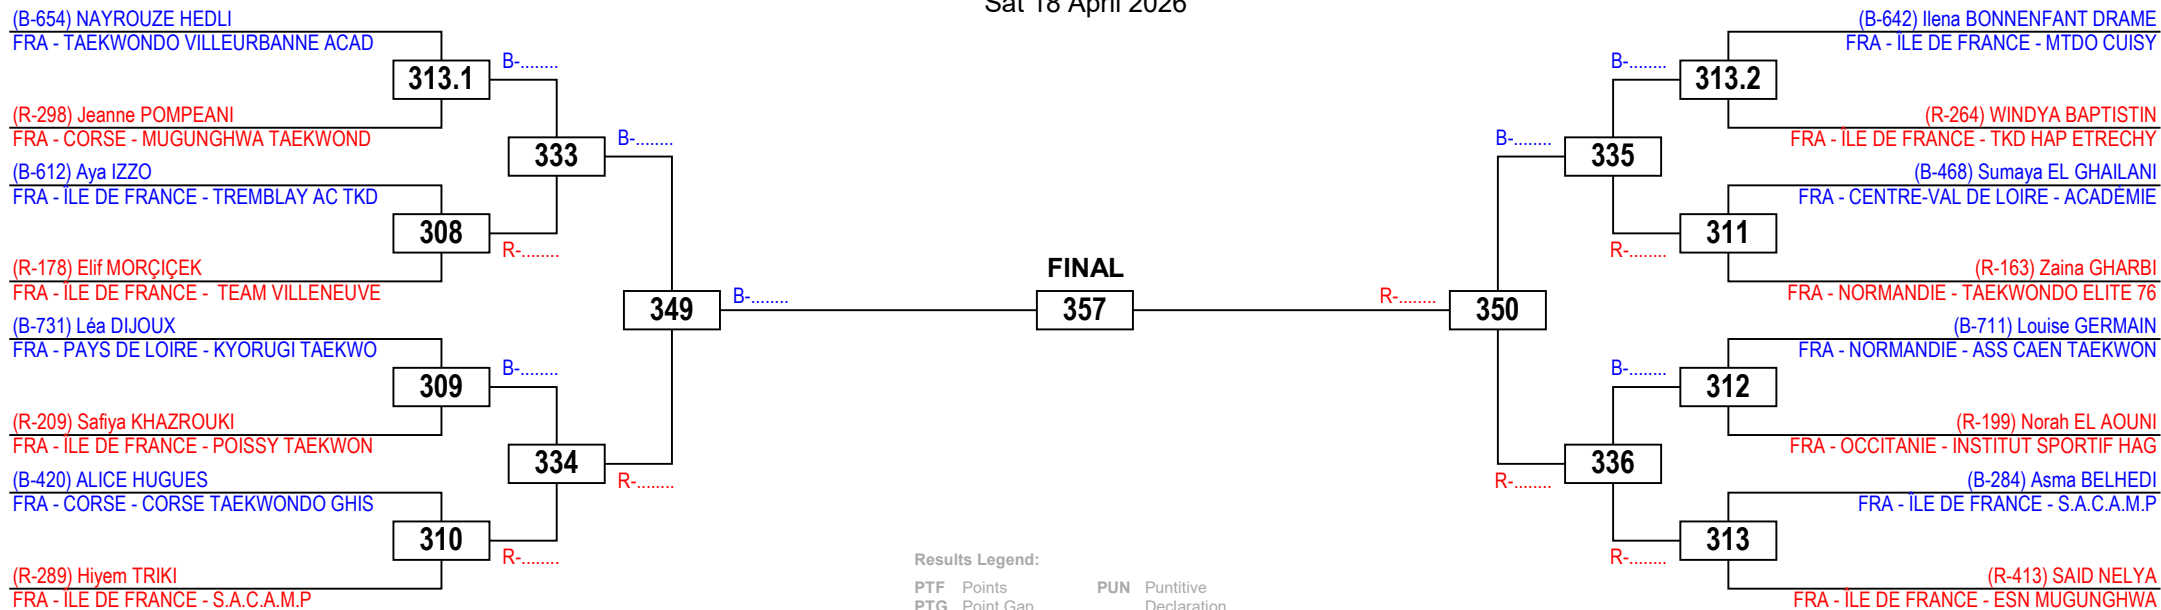 Sat 18 April 2026
(B-654) NAYROUZE HEDLI
FRA - TAEKWONDO VILLEURBANNE ACAD
313.1
B-........
(R-298) Jeanne POMPEANI
FRA - CORSE - MUGUNGHWA TAEKWOND
333
B-........
(B-612) Aya IZZO
FRA - ÎLE DE FRANCE - TREMBLAY AC TKD
308
R-........
(R-178) Elif MORÇIÇEK
FRA - ÎLE DE FRANCE -  TEAM VILLENEUVE
349
B-........
(B-731) Léa DIJOUX
FRA - PAYS DE LOIRE - KYORUGI TAEKWO
309
B-........
(R-209) Safiya KHAZROUKI
FRA - ÎLE DE FRANCE - POISSY TAEKWON
334
R-........
(B-420) ALICE HUGUES
FRA - CORSE - CORSE TAEKWONDO GHIS
310
R-........
(R-289) Hiyem TRIKI
FRA - ÎLE DE FRANCE - S.A.C.A.M.P
FINAL
357
(B-642) Ilena BONNENFANT DRAME
FRA - ÎLE DE FRANCE - MTDO CUISY
B-........
313.2
(R-264) WINDYA BAPTISTIN
FRA - ÎLE DE FRANCE - TKD HAP ETRECHY
B-........
335
(B-468) Sumaya EL GHAILANI
FRA - CENTRE-VAL DE LOIRE - ACADÉMIE
R-........
311
(R-163) Zaina GHARBI
FRA - NORMANDIE - TAEKWONDO ELITE 76
R-........
350
(B-711) Louise GERMAIN
FRA - NORMANDIE - ASS CAEN TAEKWON
B-........
312
(R-199) Norah EL AOUNI
FRA - OCCITANIE - INSTITUT SPORTIF HAG
R-........
336
(B-284) Asma BELHEDI
FRA - ÎLE DE FRANCE - S.A.C.A.M.P
R-........
313
(R-413) SAID NELYA
FRA - ÎLE DE FRANCE - ESN MUGUNGHWA
Results Legend:
PTF Points PUN Puntitive
PTG Point Gap Declaration